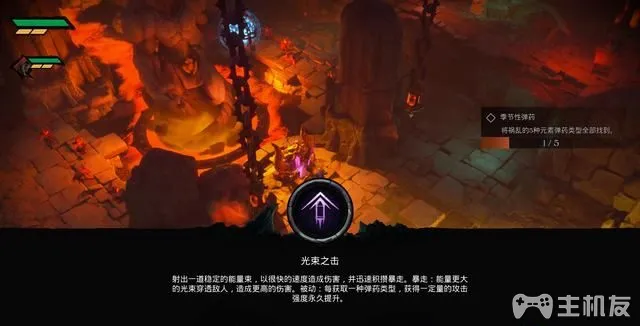 季节性弹药
将祸乱的5种元素弹药类型全部找到。
1/5
光束之击
射出一道稳定的能量束，以很快的速度造成伤害，并迅速积攒暴走。暴走：能量更大
的光束穿透敌人，造成更高的伤害。被动：每获取一种弹药类型，获得一定量的攻击
强度永久提升。
主机友